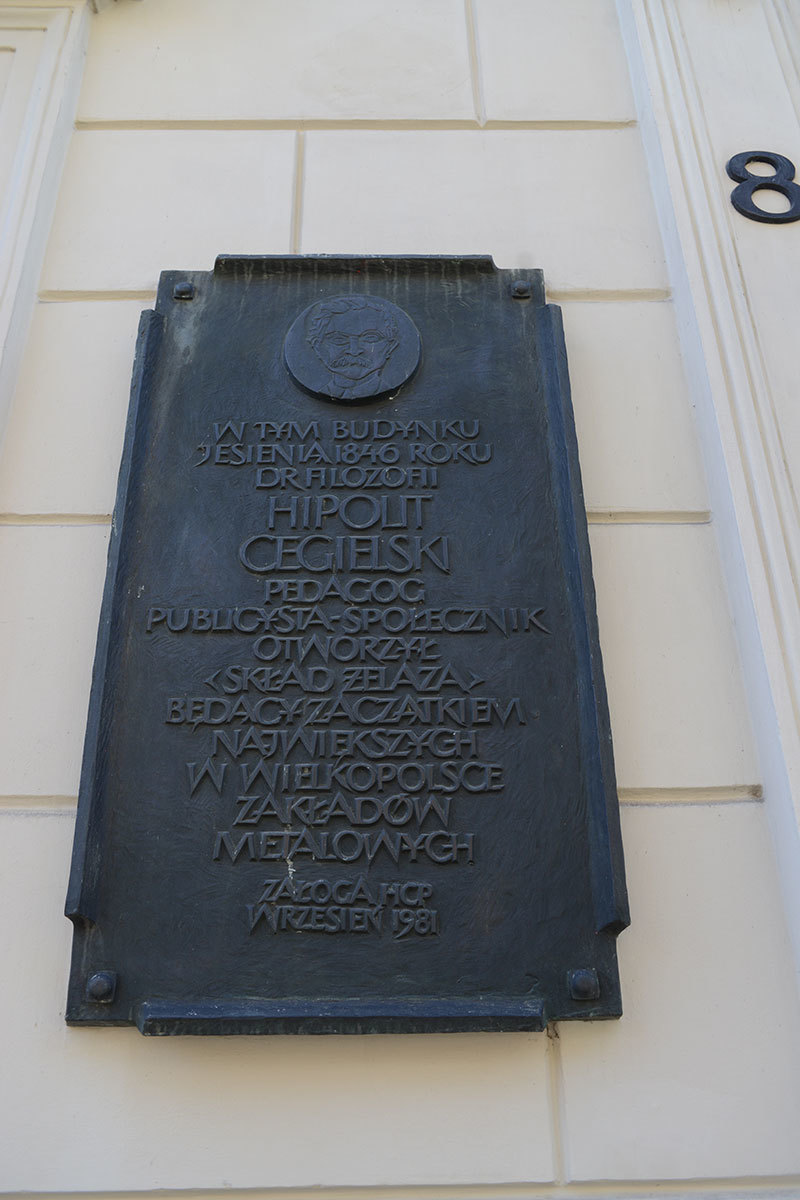 8
W TYM BUDYNKU
JESIENIĄ 1846 ROKU
DR FILOZOFII
HIPOLIT
CEGIELSKI
PEDAGOG
PUBLICYSTA-SPOŁECZNIK
OTWORZYŁ
<SKŁAD ŻELAZA>
BĘDĄCY ZACZĄTKIEM
NAJWIĘKSZYCH
W WIELKOPOLSCE
ZAKŁADÓW
METALOWYCH
ZAŁOGA HCP
WRZESIEŃ 1981